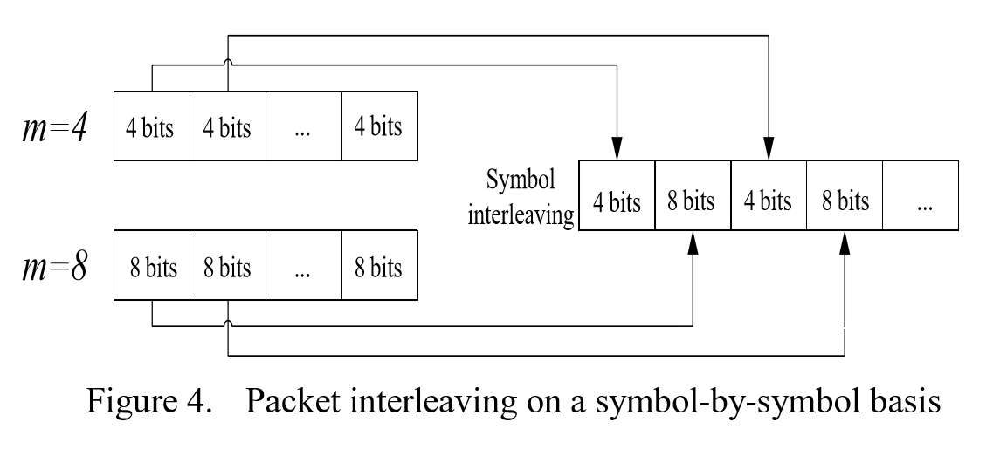 m=4
4 bits 4 bits ... 4 bits
Symbol
interleaving
4 bits 8 bits 4 bits 8 bits ...
m=8
8 bits 8 bits ... 8 bits
Figure 4. Packet interleaving on a symbol-by-symbol basis